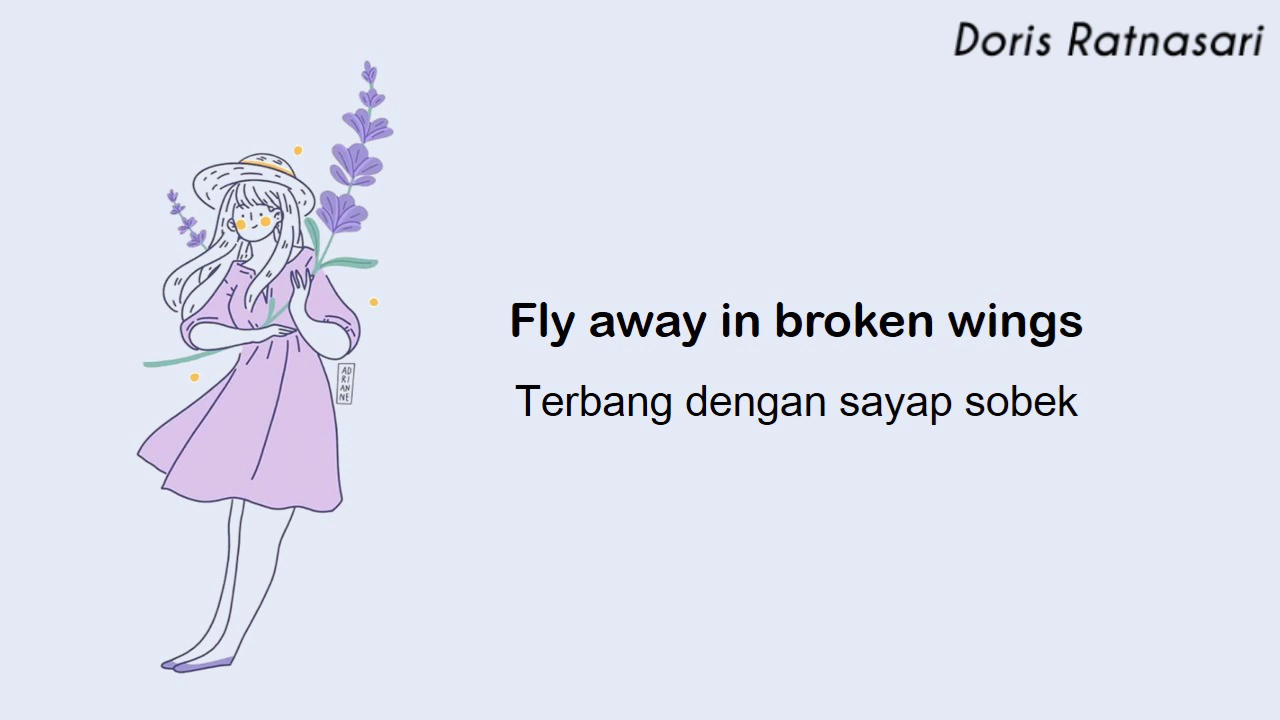 Doris Ratnasari
Fly away in broken wings
Terbang dengan sayap sobek
AD
RI
AN
NE